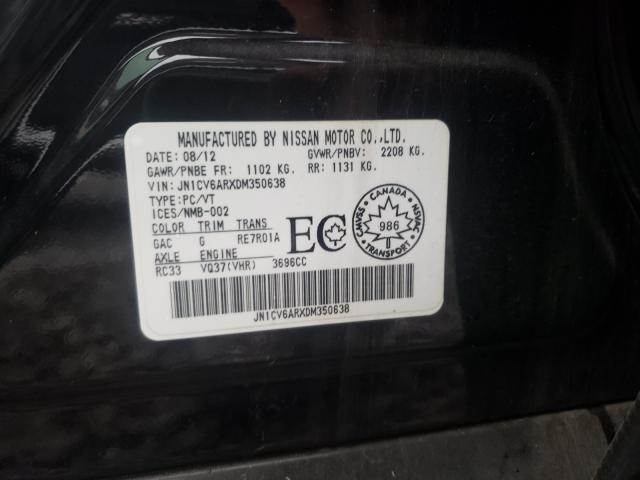 MANUFACTURED BY NISSAN MOTOR CO.,LTD.
DATE: 08/12 GVWR/PNBV: 2208 KG.
GAWR/PNBE FR: 1102 KG. RR: 1131 KG.
VIN: JN1CV6ARXDM350638
TYPE: PC/VT
ICES/NMB-002
COLOR TRIM TRANS
GAC G RE7R01A
AXLE ENGINE
RC33 VQ37(VHR) 3696CC
EC
CANADA
CMVSS 986 NSVAC
TRANSPORT
JN1CV6ARXDM350638